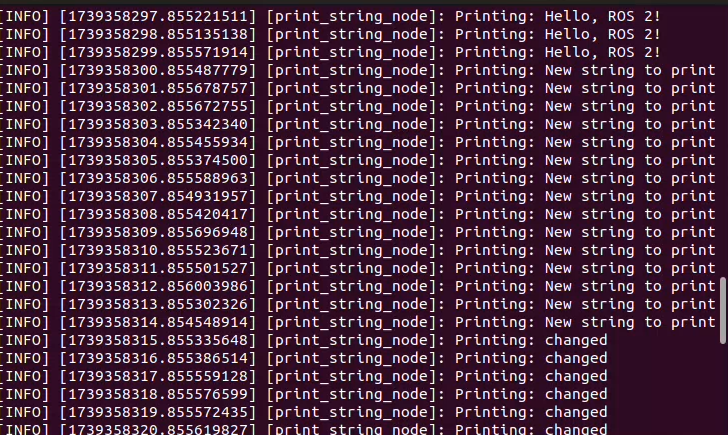 [INFO] [1739358297.855221511] [print_string_node]: Printing: Hello, ROS 2!
[INFO] [1739358298.855135138] [print_string_node]: Printing: Hello, ROS 2!
[INFO] [1739358299.855571914] [print_string_node]: Printing: Hello, ROS 2!
[INFO] [1739358300.855487779] [print_string_node]: Printing: New string to print
[INFO] [1739358301.855678757] [print_string_node]: Printing: New string to print
[INFO] [1739358302.855672755] [print_string_node]: Printing: New string to print
[INFO] [1739358303.855342340] [print_string_node]: Printing: New string to print
[INFO] [1739358304.855455934] [print_string_node]: Printing: New string to print
[INFO] [1739358305.855374500] [print_string_node]: Printing: New string to print
[INFO] [1739358306.855588963] [print_string_node]: Printing: New string to print
[INFO] [1739358307.854931957] [print_string_node]: Printing: New string to print
[INFO] [1739358308.855420417] [print_string_node]: Printing: New string to print
[INFO] [1739358309.855696948] [print_string_node]: Printing: New string to print
[INFO] [1739358310.855523671] [print_string_node]: Printing: New string to print
[INFO] [1739358311.855501527] [print_string_node]: Printing: New string to print
[INFO] [1739358312.856003986] [print_string_node]: Printing: New string to print
[INFO] [1739358313.855302326] [print_string_node]: Printing: New string to print
[INFO] [1739358314.854548914] [print_string_node]: Printing: New string to print
[INFO] [1739358315.855335648] [print_string_node]: Printing: changed
[INFO] [1739358316.855386514] [print_string_node]: Printing: changed
[INFO] [1739358317.855559128] [print_string_node]: Printing: changed
[INFO] [1739358318.855576599] [print_string_node]: Printing: changed
[INFO] [1739358319.855572435] [print_string_node]: Printing: changed
[INFO] [1739358320.855619827] [print_string_node]: Printing: changed